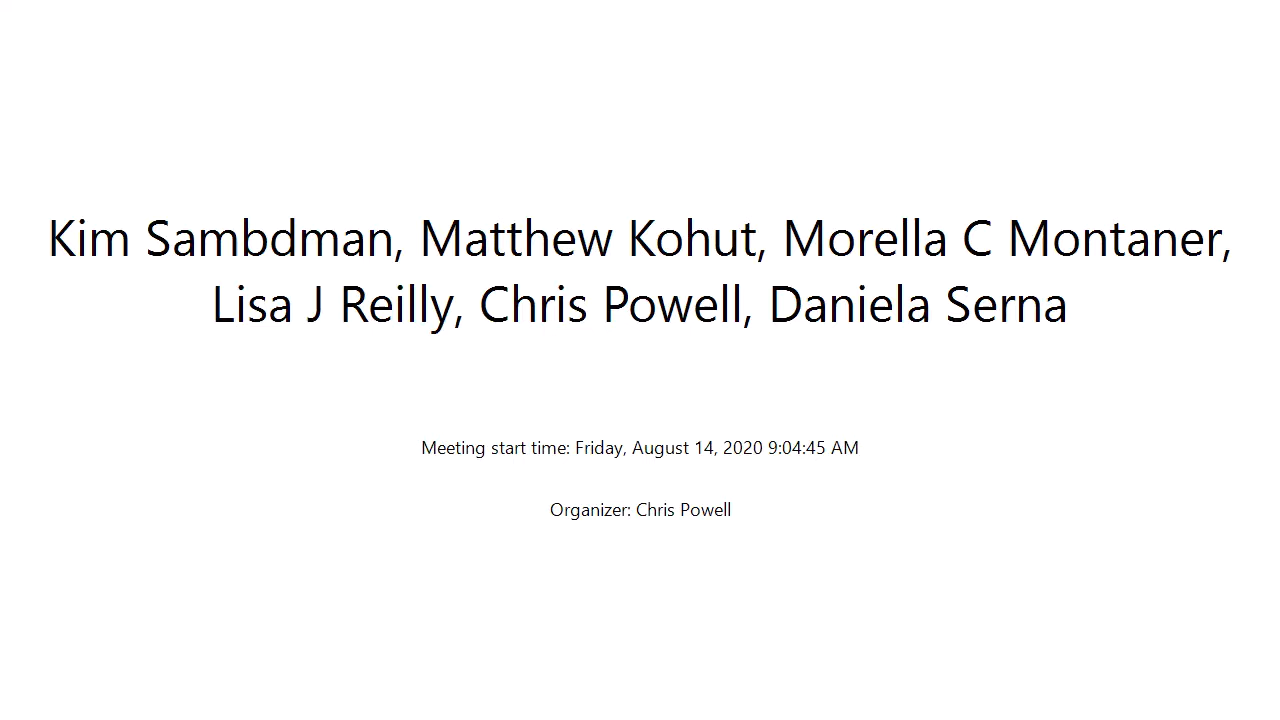 Kim Sambdman, Matthew Kohut, Morella C Montaner,
Lisa J Reilly, Chris Powell, Daniela Serna
Meeting start time: Friday, August 14, 2020 9:04:45 AM
Organizer: Chris Powell